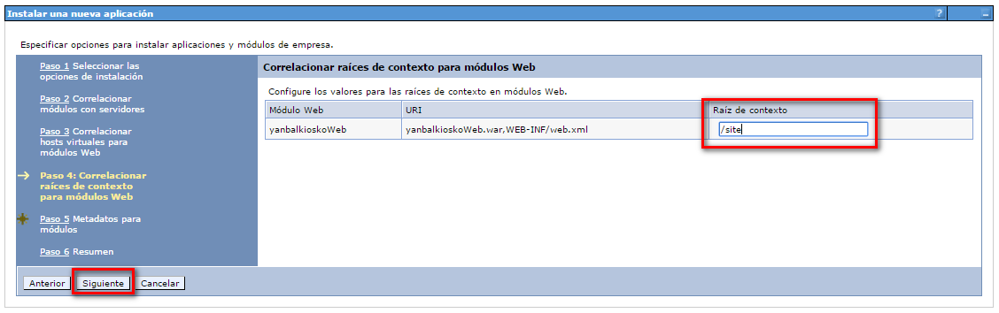 Instalar una nueva aplicación
?
Especificar opciones para instalar aplicaciones y módulos de empresa.
Paso 1 Seleccionar las
opciones de instalación
Paso 2 Correlacionar
módulos con servidores
Paso 3 Correlacionar
hosts virtuales para
módulos Web
Paso 4: Correlacionar
raíces de contexto
para módulos Web
Paso 5 Metadatos para
módulos
Paso 6 Resumen
Correlacionar raíces de contexto para módulos Web
Configure los valores para las raíces de contexto en módulos Web.
Módulo Web URI Raíz de contexto
yanbalkioskoWeb yanbalkioskoWeb.war,WEB-INF/web.xml /site
Anterior Siguiente Cancelar